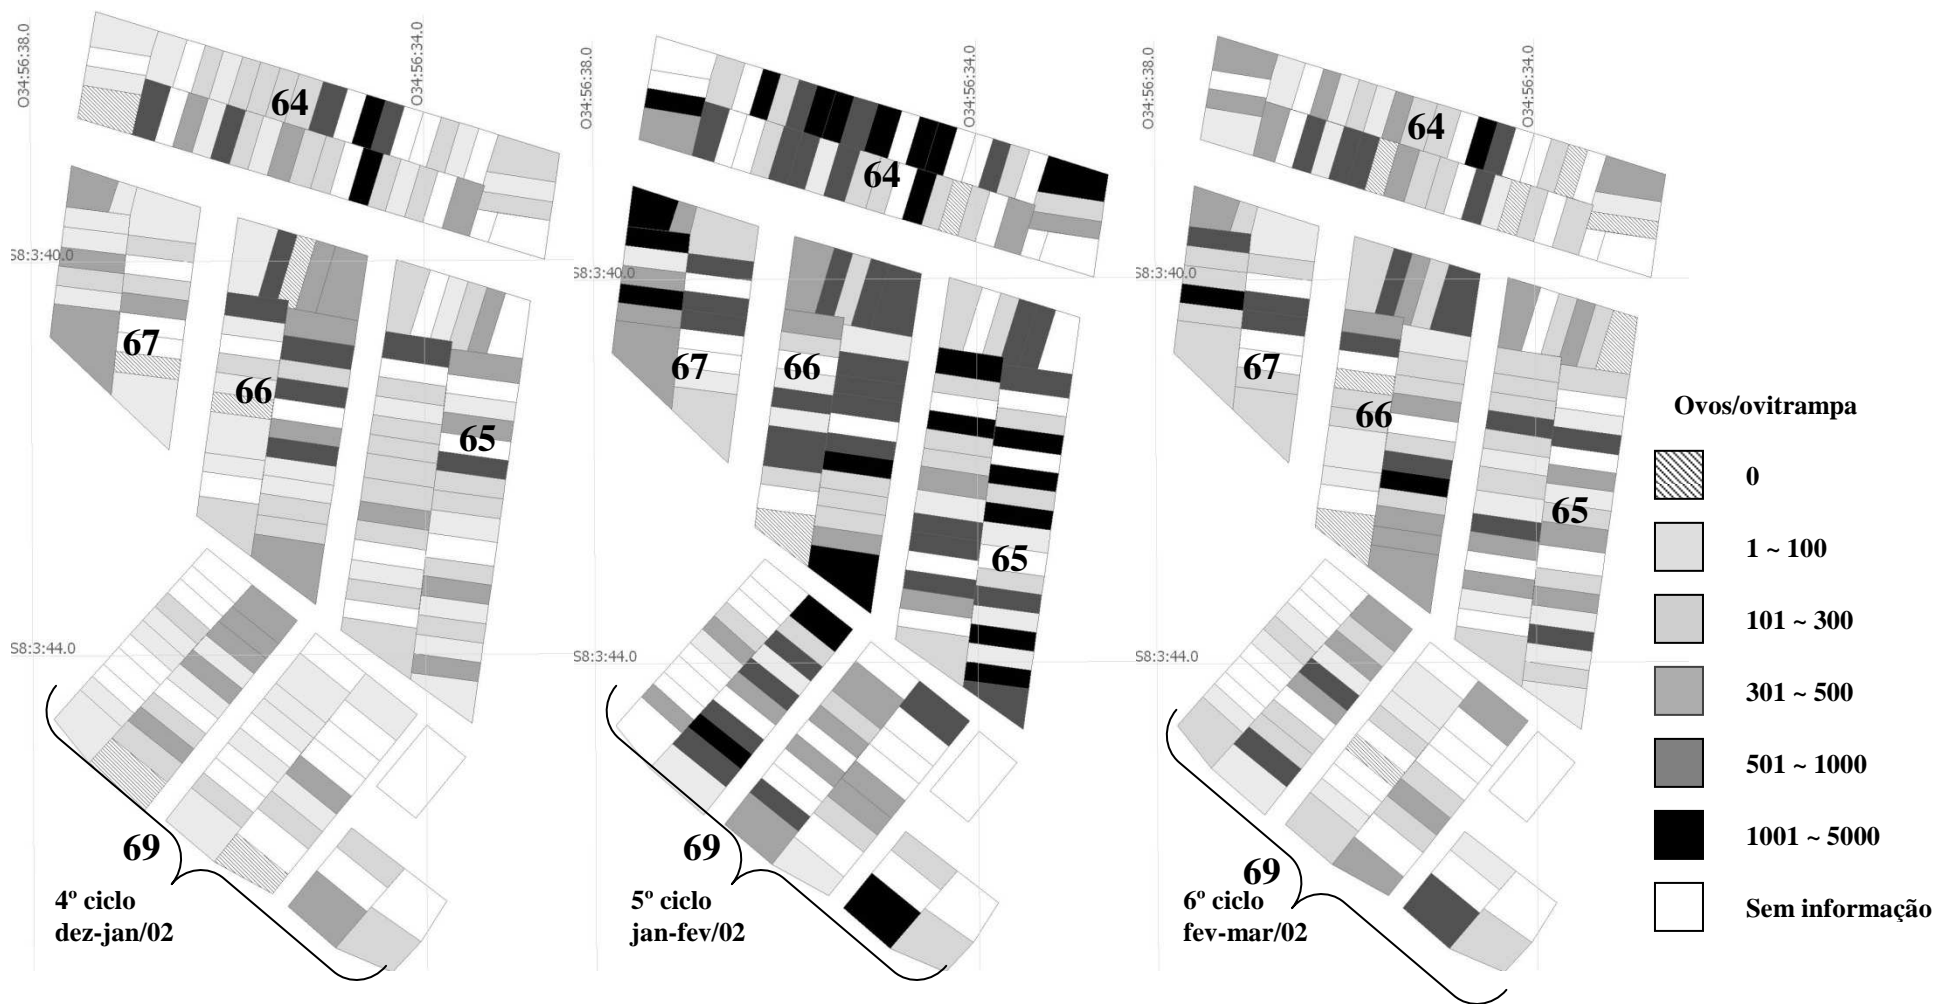 O34:56:38.0
O34:56:34.0
S8:3:40.0
S8:3:44.0
64
67
66
65
69
4º ciclo
dez-jan/02
O34:56:38.0
O34:56:34.0
S8:3:40.0
S8:3:44.0
64
67
66
65
69
5º ciclo
jan-fev/02
O34:56:38.0
O34:56:34.0
S8:3:40.0
S8:3:44.0
64
67
66
65
69
6º ciclo
fev-mar/02
Ovos/ovitrampa
0
1 ~ 100
101 ~ 300
301 ~ 500
501 ~ 1000
1001 ~ 5000
Sem informação